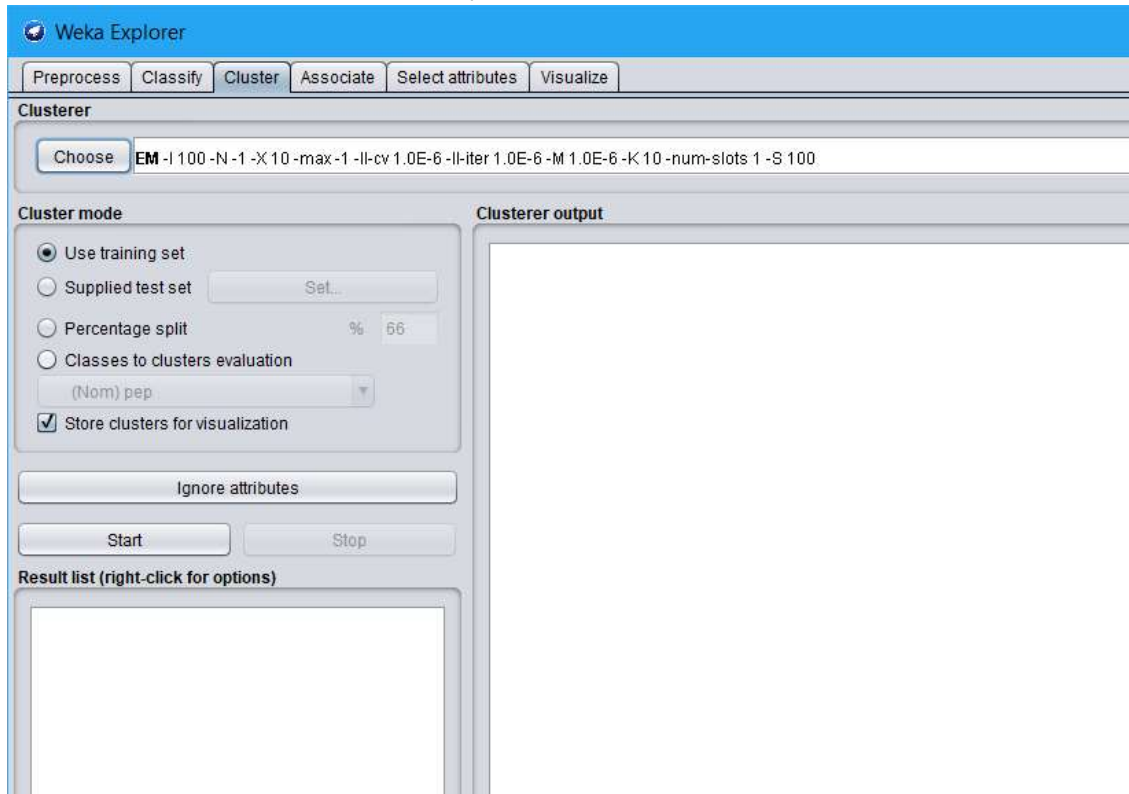 Weka Explorer
Preprocess Classify Cluster Associate Select attributes Visualize
Clusterer
Choose EM -I 100 -N -1 -X 10 -max -1 -ll-cv 1.0E-6 -ll-iter 1.0E-6 -M 1.0E-6 -K 10 -num-slots 1 -S 100
Cluster mode
Use training set
Supplied test set Set...
Percentage split % 66
Classes to clusters evaluation
(Nom) pep
Store clusters for visualization
Ignore attributes
Start Stop
Result list (right-click for options)
Clusterer output